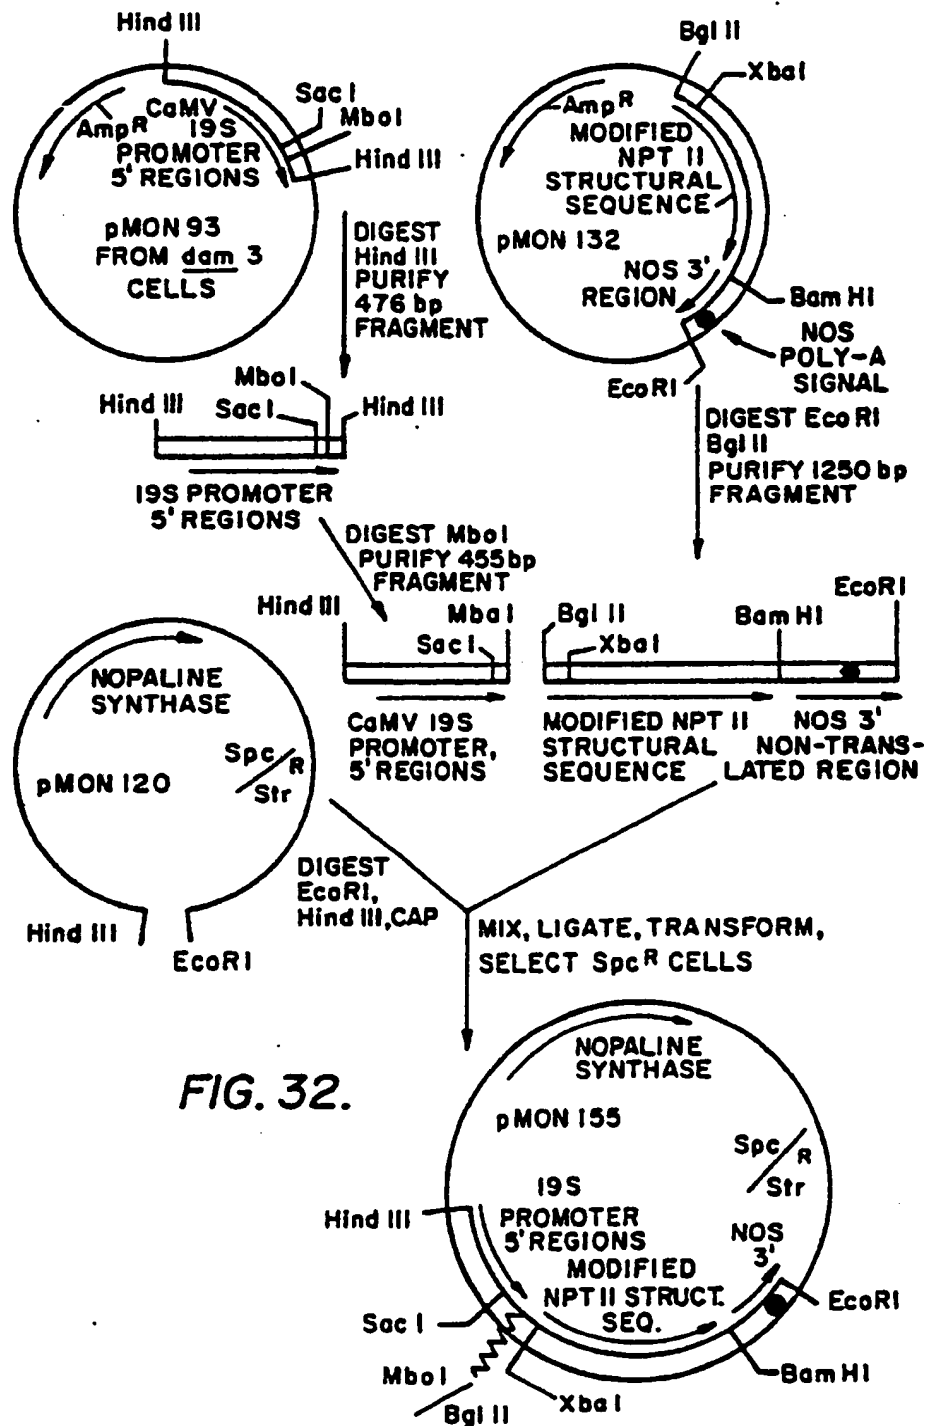 Hind III
CaMV
19S
PROMOTER
5' REGIONS
AmpR
Sac I
Mbo I
Hind III
pMON 93
FROM dam 3
CELLS
DIGEST
Hind III
PURIFY
476 bp
FRAGMENT
Bgl II
XbaI
AmpR
MODIFIED
NPT II
STRUCTURAL
SEQUENCE
pMON 132
NOS 3'
REGION
Bam HI
NOS
POLY-A
SIGNAL
EcoRI
DIGEST Eco RI
Bgl II
PURIFY 1250 bp
FRAGMENT
Hind III
Sac I
Mbo I
Hind III
19S PROMOTER
5' REGIONS
DIGEST Mbo I
PURIFY 455 bp
FRAGMENT
Hind III
Mba I
Sac I
CaMV 19S
PROMOTER,
5' REGIONS
Bgl II
XbaI
Bam HI
EcoRI
MODIFIED NPT II
STRUCTURAL
SEQUENCE
NOS 3'
NON-TRANS-
LATED REGION
NOPALINE
SYNTHASE
pMON 120
Spc/Str R
Hind III
EcoRI
DIGEST
EcoRI,
Hind III, CAP
MIX, LIGATE, TRANSFORM,
SELECT SpcR CELLS
FIG. 32.
NOPALINE
SYNTHASE
pMON 155
Spc/Str R
Hind III
19S
PROMOTER
5' REGIONS
MODIFIED
NPT II STRUCT.
SEQ.
NOS
3'
EcoRI
Sac I
Mbo I
Bgl II
Xba I
Bam HI